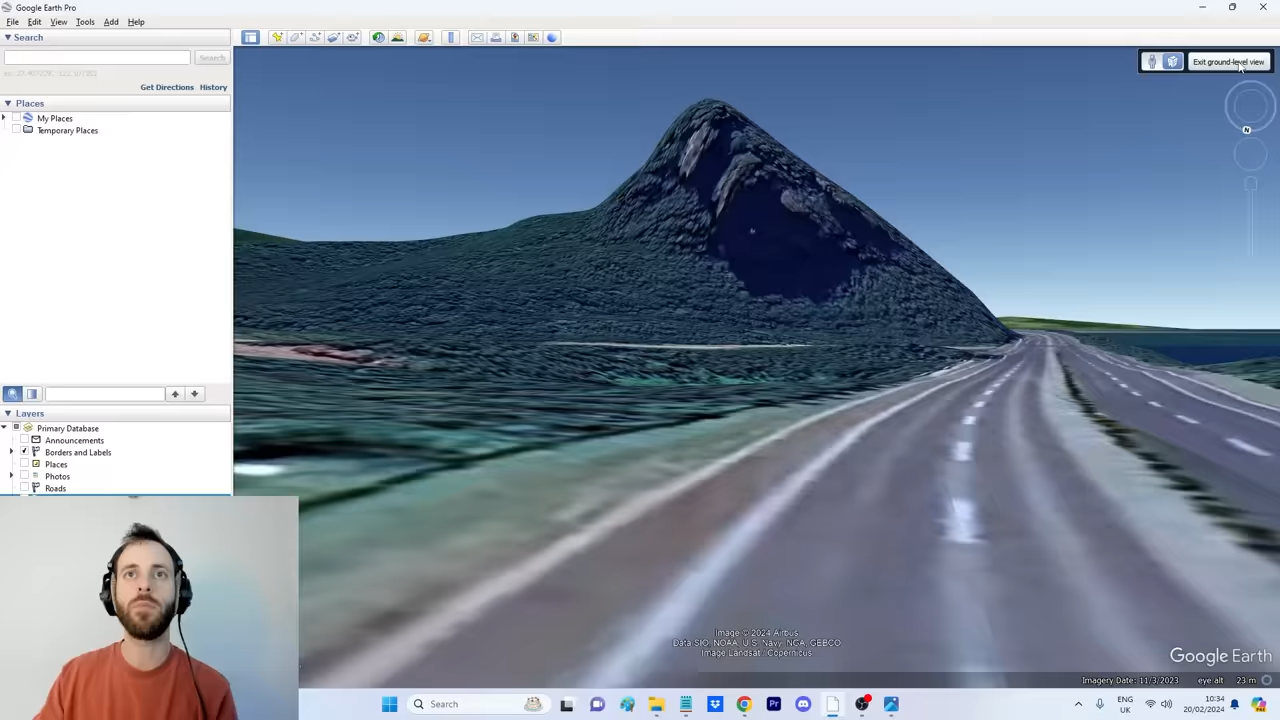 Google Earth Pro
File Edit View Tools Add Help
Search
Search
Get Directions History
Places
My Places
Temporary Places
Exit ground-level view
N
Layers
Primary Database
Announcements
Borders and Labels
Places
Photos
Roads
Image © 2024 Airbus
Data SIO, NOAA, U.S. Navy, NGA, GEBCO
Image Landsat / Copernicus
Google Earth
Imagery Date: 11/3/2023 eye alt 23 m
Search
Pr
ENG
UK
10:34
20/02/2024